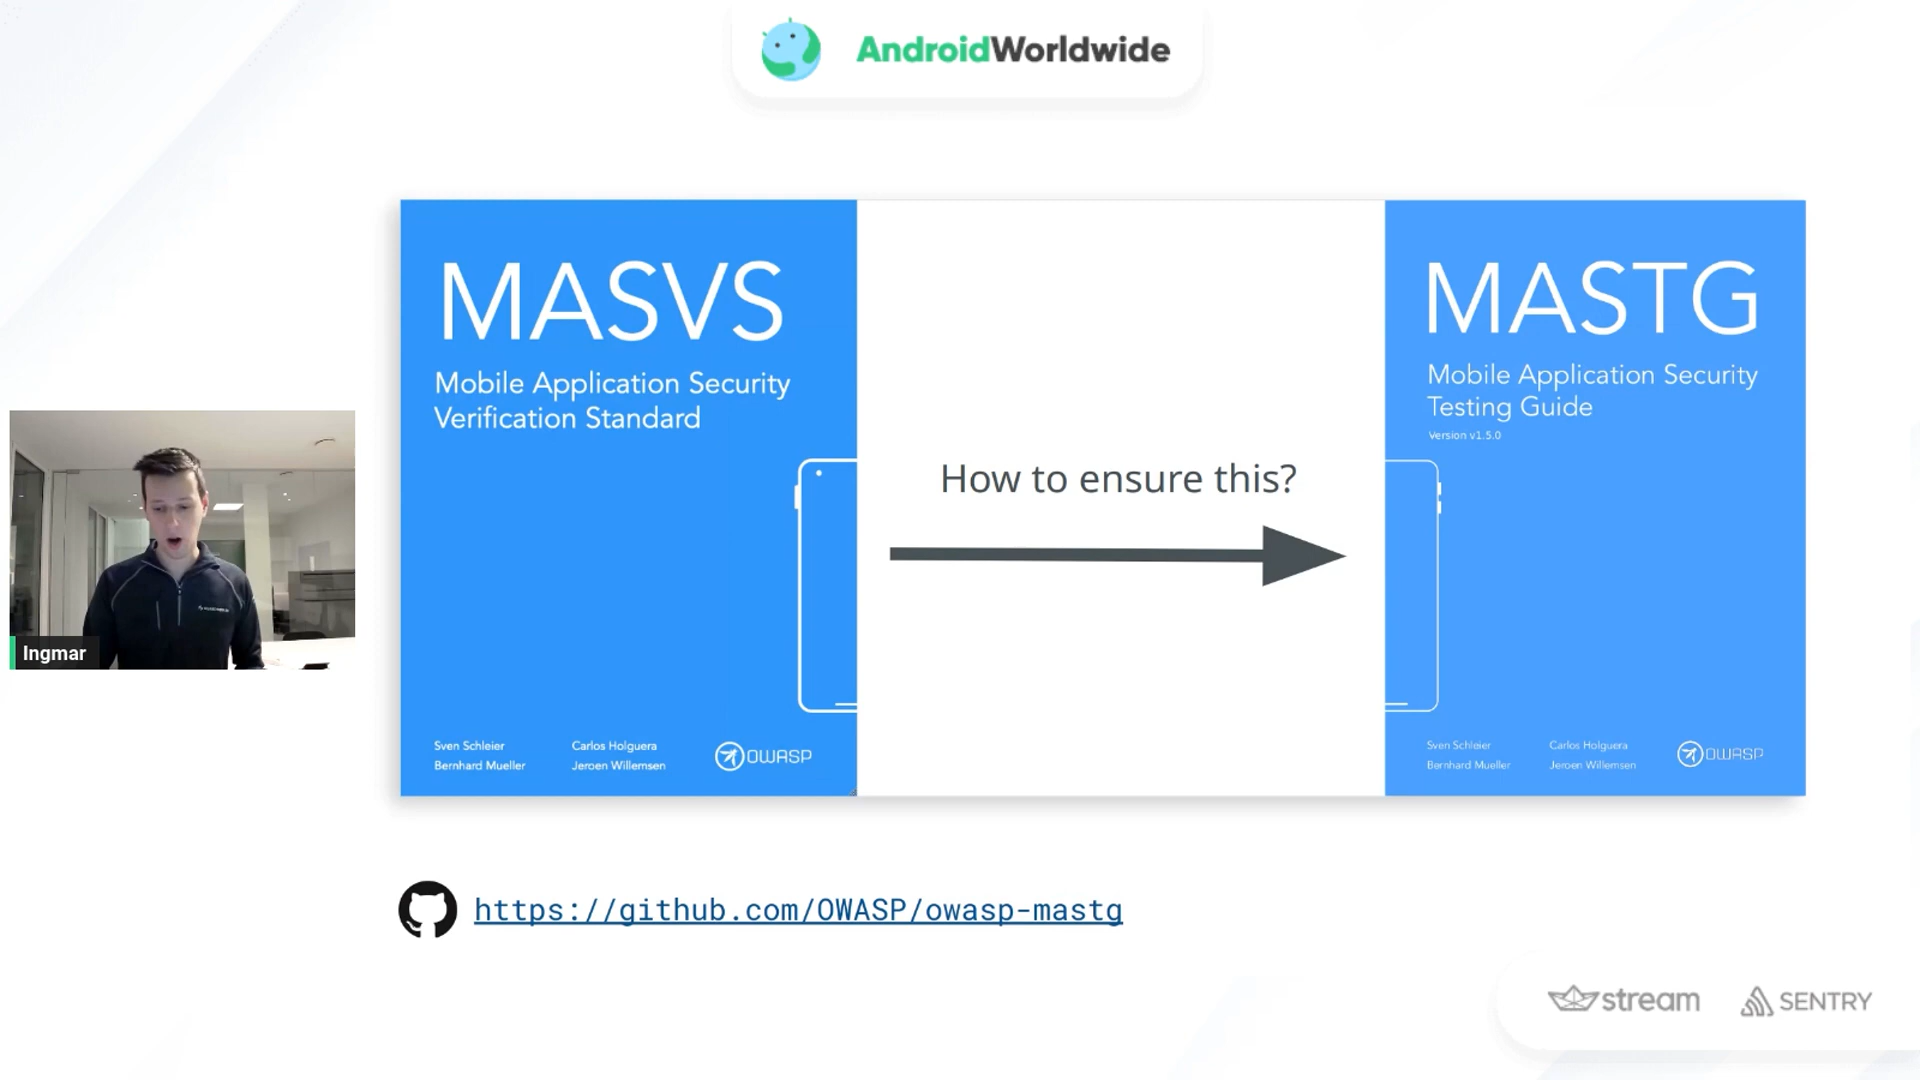 AndroidWorldwide
MASVS
Mobile Application Security
Verification Standard
Sven Schleier
Carlos Holguera
Bernhard Mueller
Jeroen Willemsen
OWASP
How to ensure this?
MASTG
Mobile Application Security
Testing Guide
Version v1.5.0
Sven Schleier
Carlos Holguera
Bernhard Mueller
Jeroen Willemsen
OWASP
Ingmar
https://github.com/OWASP/owasp-mastg
stream
SENTRY